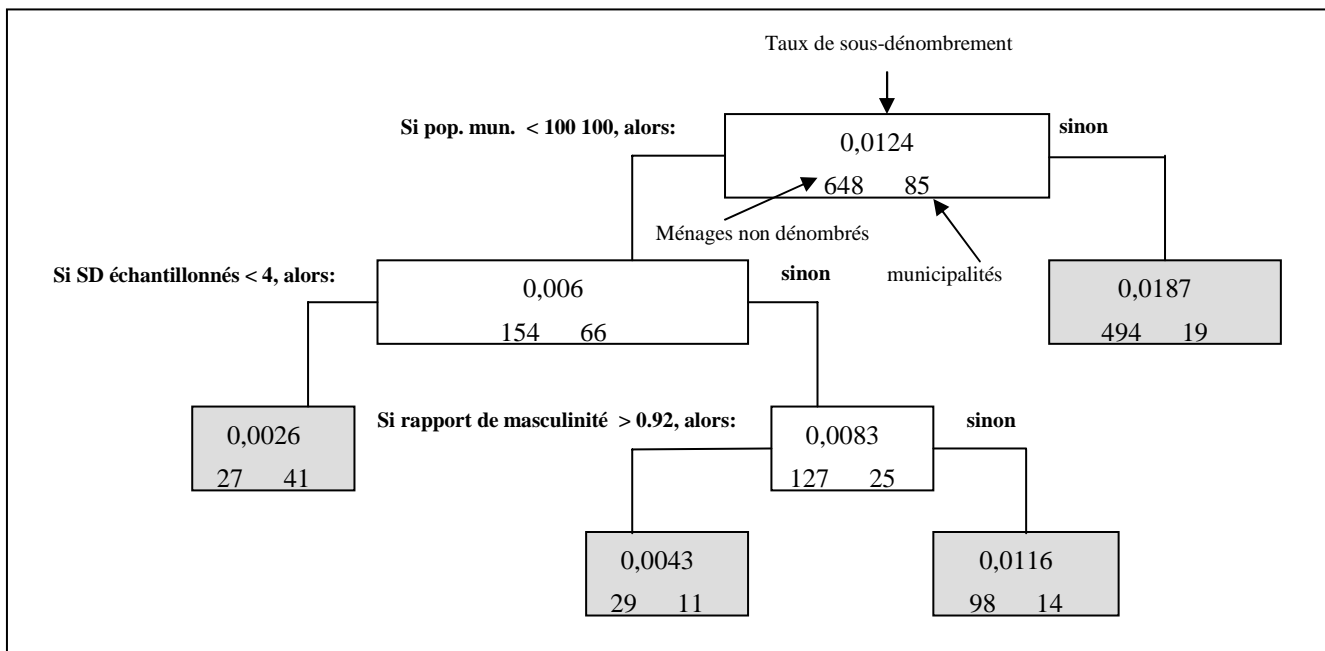 Taux de sous-dénombrement
Si pop. mun. < 100 100, alors:
sinon
0,0124
648 85
Ménages non dénombrés
municipalités
Si SD échantillonnés < 4, alors:
sinon
0,006
154 66
0,0187
494 19
Si rapport de masculinité > 0.92, alors:
sinon
0,0026
27 41
0,0083
127 25
0,0043
29 11
0,0116
98 14